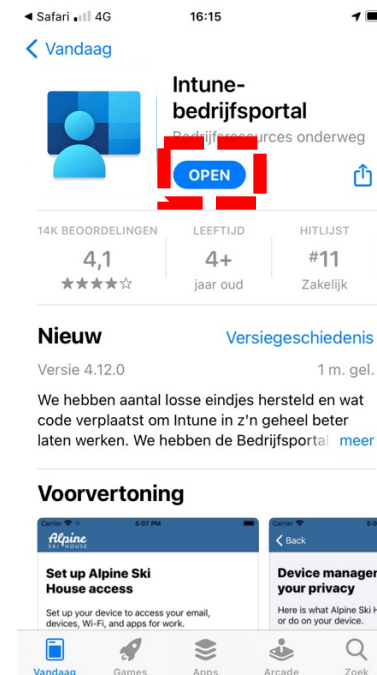 Safari 4G 16:15
Vandaag
Intune-
bedrijfsportal
Bedrijfsresources onderweg
OPEN
14K BEOORDELINGEN LEEFTIJD HITLIJST
4,1 4+ #11
★★★★☆ jaar oud Zakelijk
Nieuw Versiegeschiedenis
Versie 4.12.0 1 m. gel.
We hebben aantal losse eindjes hersteld en wat
code verplaatst om Intune in z'n geheel beter
laten werken. We hebben de Bedrijfsportal meer
Voorvertoning
Carrier 5:07 PM Carrier
Alpine
SKI HOUSE
Back
Set up Alpine Ski
House access
Set up your device to access your email,
devices, Wi-Fi, and apps for work.
Device manager
your privacy
Here is what Alpine Ski
or do on your device.
Vandaag Games Apps Arcade Zoek